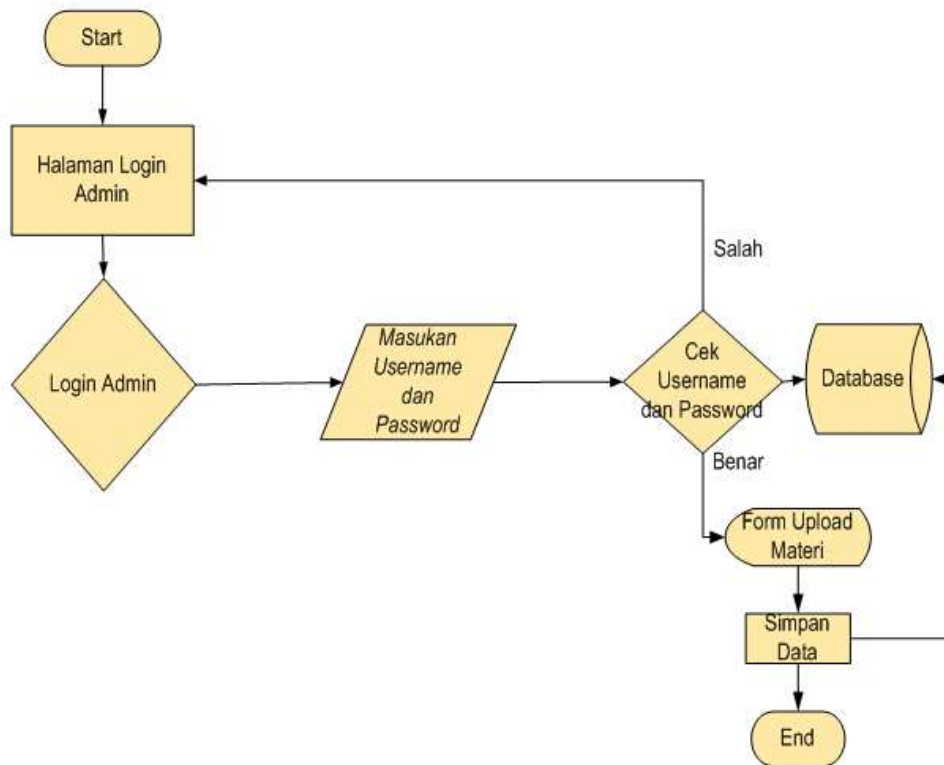 Start
Halaman Login
Admin
Salah
Login Admin
Masukan
Username
dan
Password
Cek
Username
dan Password
Database
Benar
Form Upload
Materi
Simpan
Data
End